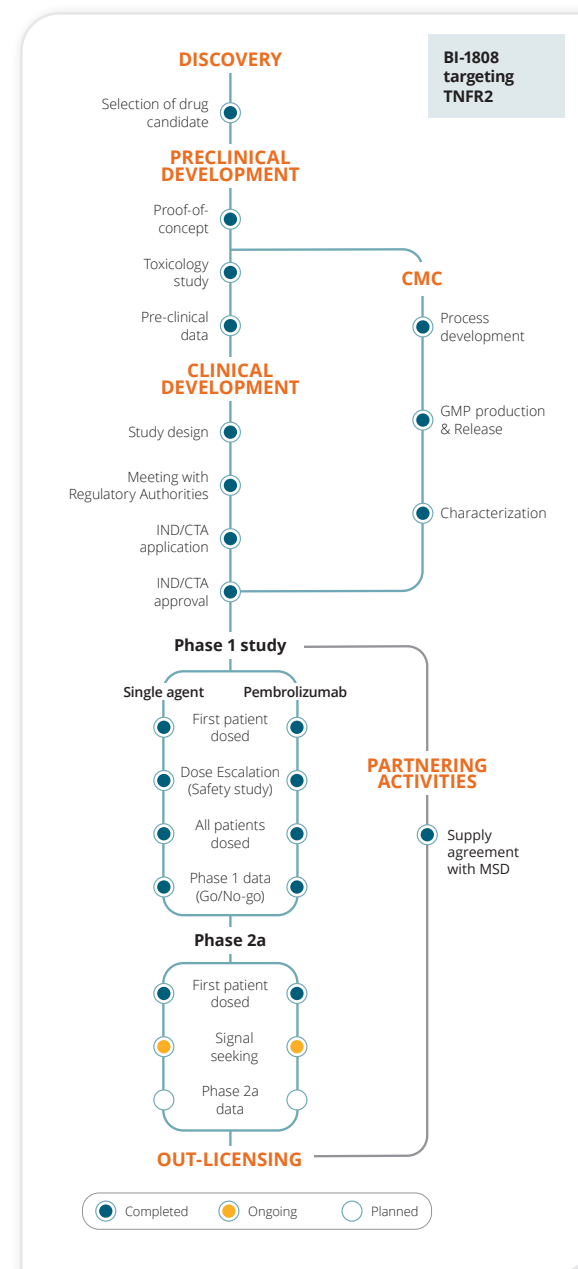 BI-1808
targeting
TNFR2
DISCOVERY
Selection of drug
candidate
PRECLINICAL
DEVELOPMENT
Proof-of-
concept
Toxicology
study
Pre-clinical
data
CMC
Process
development
GMP production
& Release
Characterization
CLINICAL
DEVELOPMENT
Study design
Meeting with
Regulatory Authorities
IND/CTA
application
IND/CTA
approval
Phase 1 study
Single agent
Pembrolizumab
First patient
dosed
Dose Escalation
(Safety study)
All patients
dosed
Phase 1 data
(Go/No-go)
PARTNERING
ACTIVITIES
Supply
agreement
with MSD
Phase 2a
First patient
dosed
Signal
seeking
Phase 2a
data
OUT-LICENSING
Completed
Ongoing
Planned